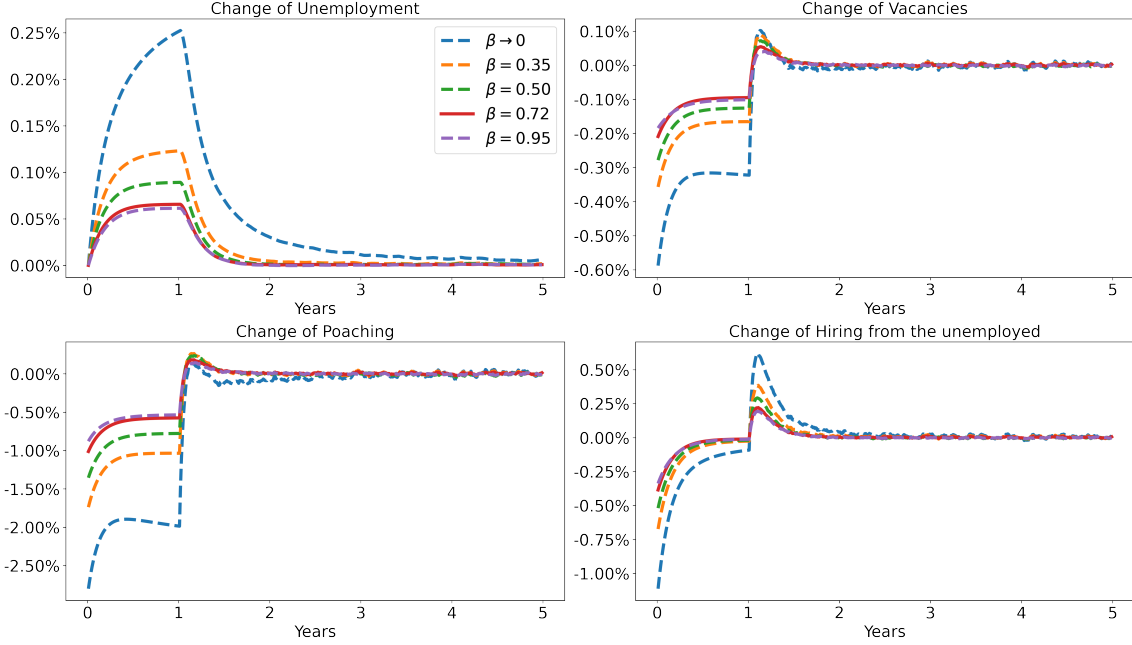 Change of Unemployment
0.25%
0.20%
0.15%
0.10%
0.05%
0.00%
β → 0
β = 0.35
β = 0.50
β = 0.72
β = 0.95
0 1 2 3 4 5
Years
Change of Vacancies
0.10%
0.00%
-0.10%
-0.20%
-0.30%
-0.40%
-0.50%
-0.60%
0 1 2 3 4 5
Years
Change of Poaching
0.00%
-0.50%
-1.00%
-1.50%
-2.00%
-2.50%
0 1 2 3 4 5
Years
Change of Hiring from the unemployed
0.50%
0.25%
0.00%
-0.25%
-0.50%
-0.75%
-1.00%
0 1 2 3 4 5
Years